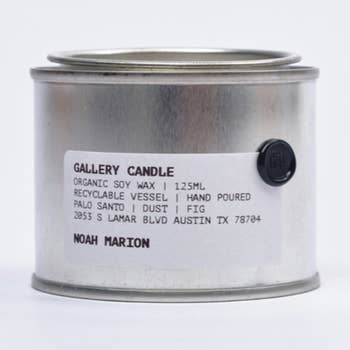 GALLERY CANDLE
ORGANIC SOY WAX | 125ML
RECYCLABLE VESSEL | HAND POURED
PALO SANTO | DUST | FIG
2053 S LAMAR BLVD AUSTIN TX 78704
NOAH MARION